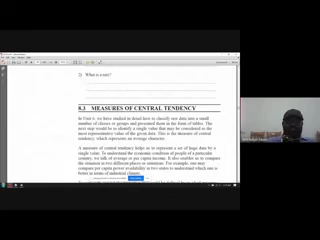 2) What is a ratio?
8.3 MEASURES OF CENTRAL TENDENCY
In Unit 6, we have studied in detail how to classify raw data into a small
number of classes or groups and presented them in the form of tables. The
next step would be to identify a single value that may be considered as the
most representative value of the given data. This is the measure of central
tendency, which represents an average character.
A measure of central tendency helps us to represent a set of huge data by a
single value. To understand the economic condition of people of a particular
country, we talk of average or per capita income. It also enables us to compare
the situation in two different places or situations. For example, one may
compare per capita power availability in two states to understand which one is
better in terms of industrial climate.